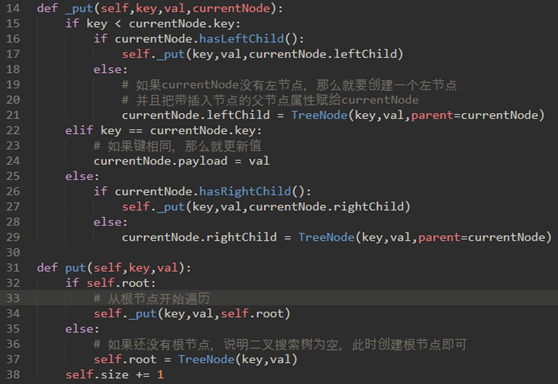 14 def _put(self,key,val,currentNode):
15     if key < currentNode.key:
16         if currentNode.hasLeftChild():
17             self._put(key,val,currentNode.leftChild)
18         else:
19             # 如果currentNode没有左节点，那么就要创建一个左节点
20             # 并且把带插入节点的父节点属性赋给currentNode
21             currentNode.leftChild = TreeNode(key,val,parent=currentNode)
22     elif key == currentNode.key:
23         # 如果键相同，那么就更新值
24         currentNode.payload = val
25     else:
26         if currentNode.hasRightChild():
27             self._put(key,val,currentNode.rightChild)
28         else:
29             currentNode.rightChild = TreeNode(key,val,parent=currentNode)
30
31 def put(self,key,val):
32     if self.root:
33         # 从根节点开始遍历
34         self._put(key,val,self.root)
35     else:
36         # 如果还没有根节点，说明二叉搜索树为空，此时创建根节点即可
37         self.root = TreeNode(key,val)
38     self.size += 1